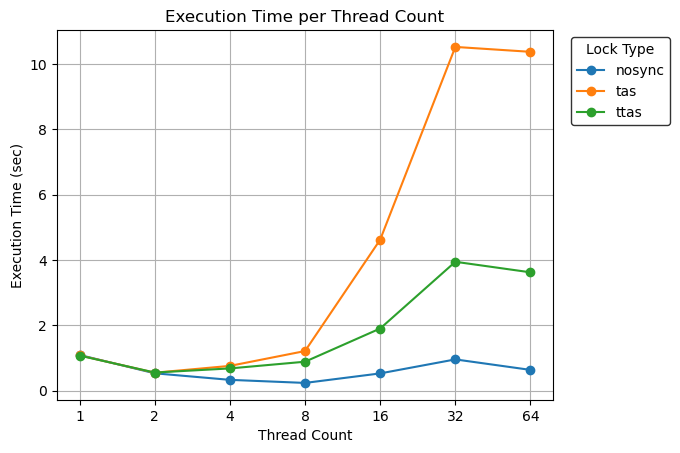 Execution Time per Thread Count
Lock Type
nosync
tas
ttas
Execution Time (sec)
10
8
6
4
2
0
1 2 4 8 16 32 64
Thread Count